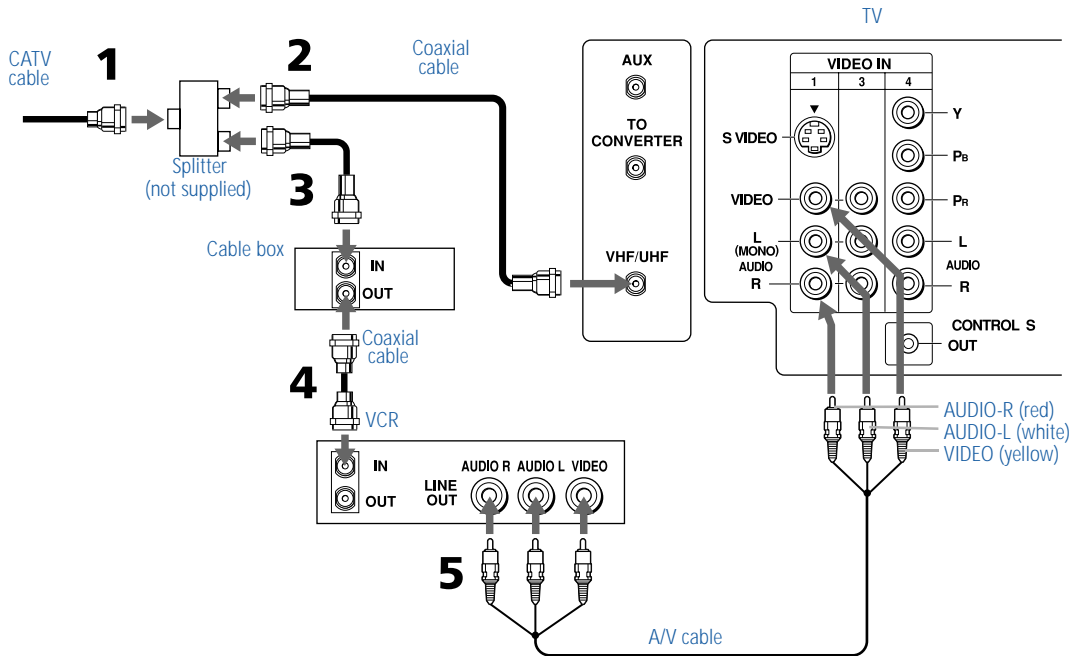 TV
CATV
cable
1
2
Coaxial
cable
Splitter
(not supplied)
3
AUX
TO
CONVERTER
VHF/UHF
VIDEO IN
1 3 4
S VIDEO
Y
PB
VIDEO
PR
L
(MONO)
AUDIO
R
L
AUDIO
R
CONTROL S
OUT
Cable box
IN
OUT
Coaxial
cable
4
VCR
IN
OUT
LINE
OUT
AUDIO R AUDIO L VIDEO
5
AUDIO-R (red)
AUDIO-L (white)
VIDEO (yellow)
A/V cable